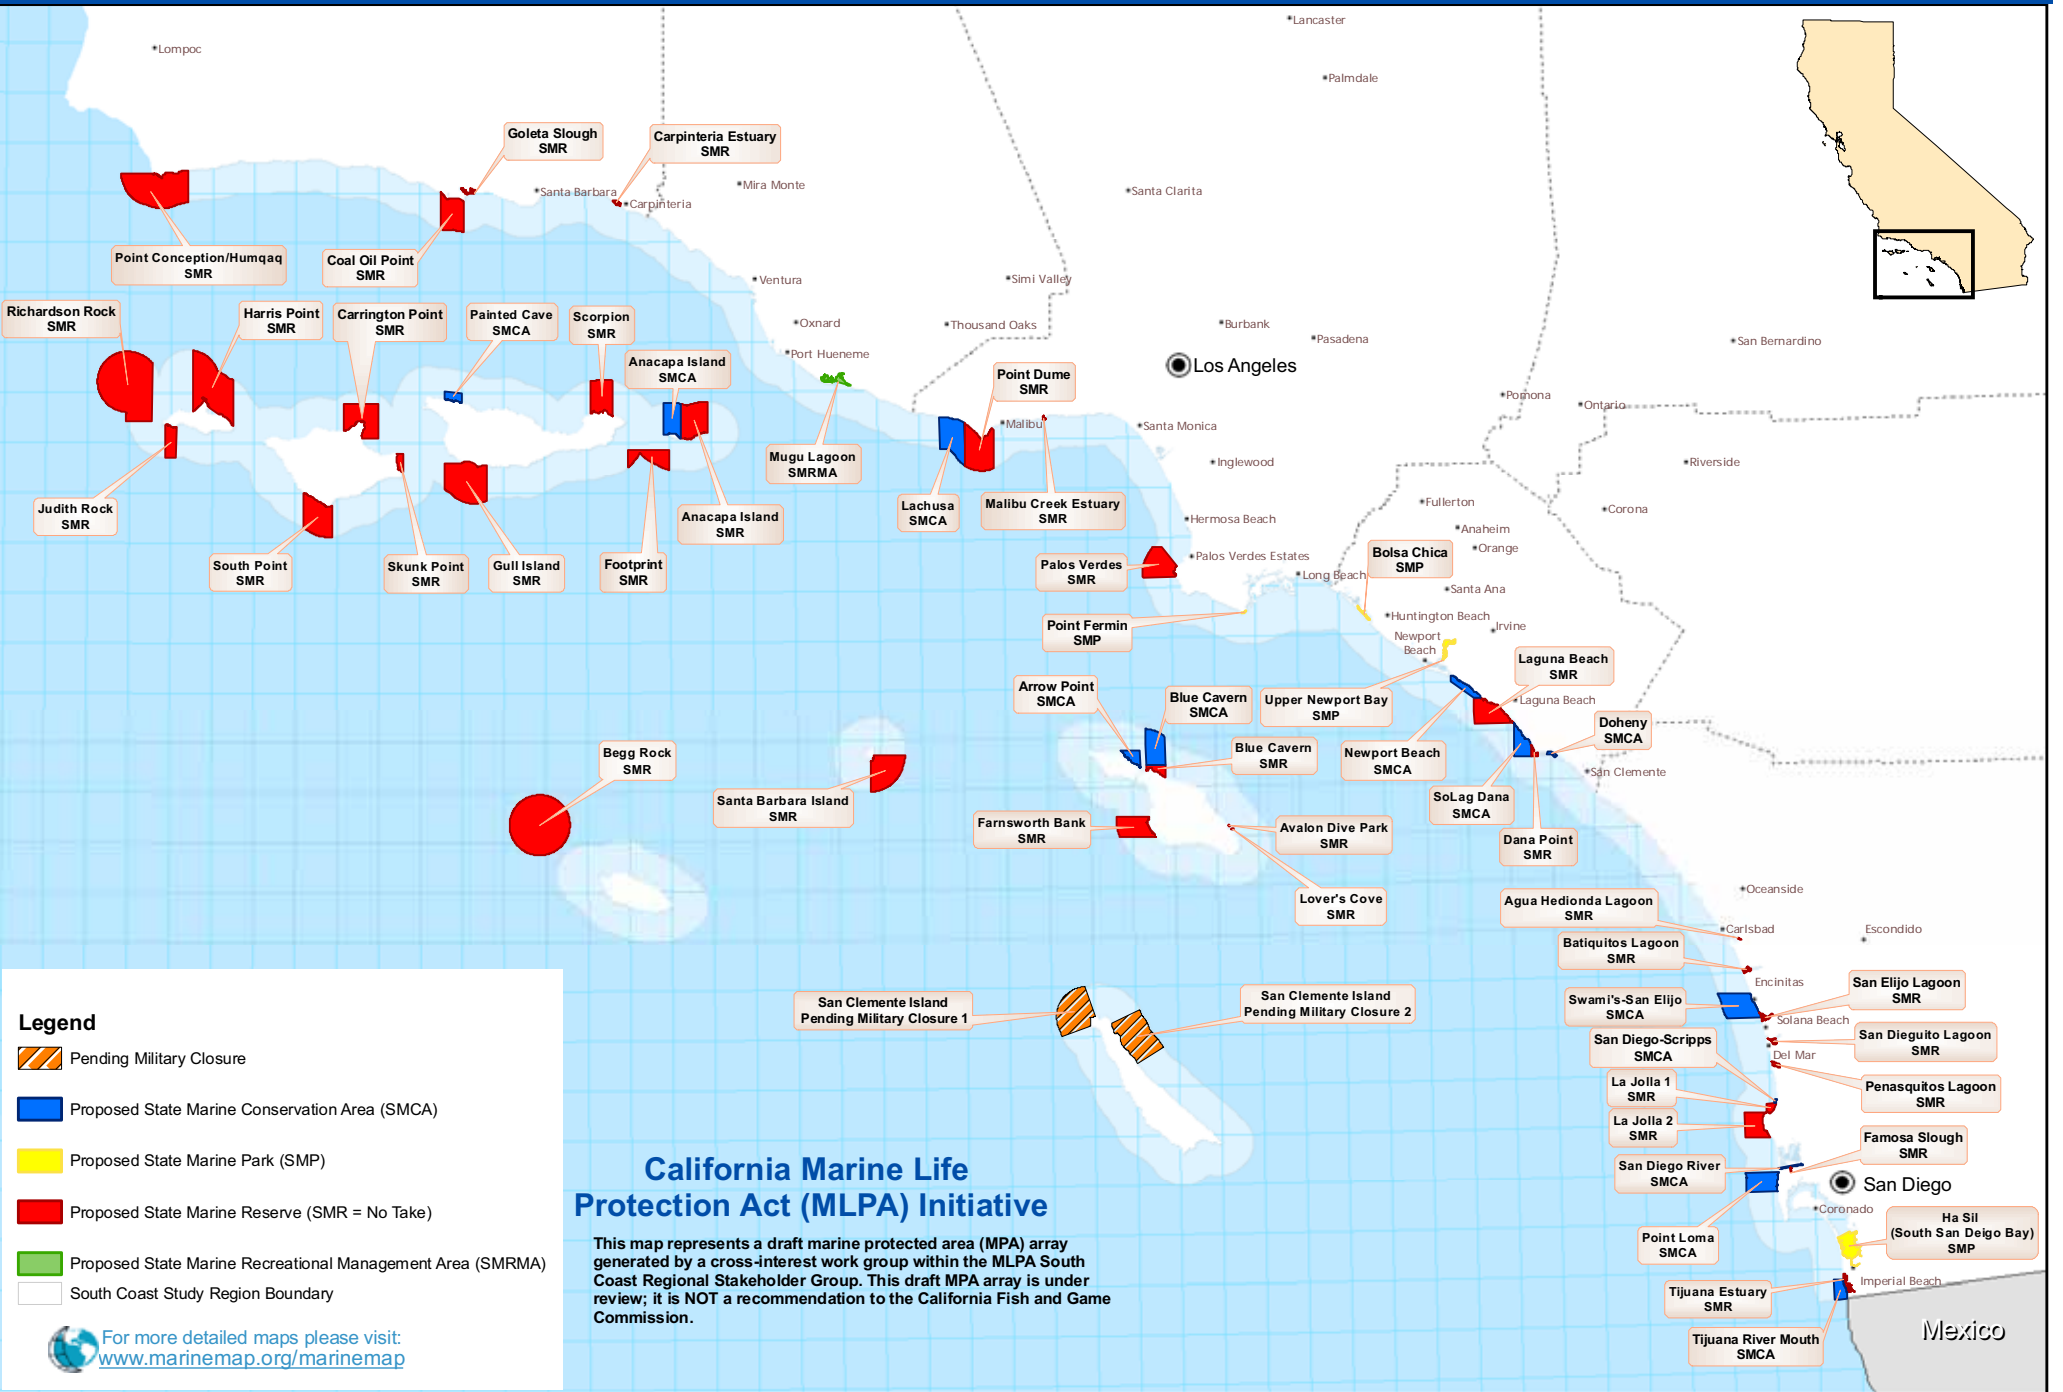 Lancaster
Lompoc
Palmdale
Goleta Slough
SMR
Carpinteria Estuary
SMR
Santa Barbara
Carpinteria
Mira Monte
Santa Clarita
Point Conception/Humqaq
SMR
Coal Oil Point
SMR
Ventura
Simi Valley
Richardson Rock
SMR
Harris Point
SMR
Carrington Point
SMR
Painted Cave
SMCA
Scorpion
SMR
Oxnard
Thousand Oaks
Burbank
Pasadena
San Bernardino
Port Hueneme
Anacapa Island
SMCA
Los Angeles
Point Dume
SMR
Pomona
Ontario
Malibu
Santa Monica
Mugu Lagoon
SMRMA
Inglewood
Riverside
Judith Rock
SMR
Lachusa
SMCA
Malibu Creek Estuary
SMR
Anacapa Island
SMR
Fullerton
Corona
Hermosa Beach
Anaheim
Orange
South Point
SMR
Skunk Point
SMR
Gull Island
SMR
Footprint
SMR
Palos Verdes
SMR
Palos Verdes Estates
Long Beach
Bolsa Chica
SMP
Santa Ana
Point Fermin
SMP
Huntington Beach
Irvine
Newport
Beach
Laguna Beach
SMR
Arrow Point
SMCA
Blue Cavern
SMCA
Upper Newport Bay
SMP
Laguna Beach
Doheny
SMCA
Begg Rock
SMR
Blue Cavern
SMR
Newport Beach
SMCA
San Clemente
Santa Barbara Island
SMR
SoLag Dana
SMCA
Farnsworth Bank
SMR
Avalon Dive Park
SMR
Dana Point
SMR
Lover's Cove
SMR
Oceanside
Agua Hedionda Lagoon
SMR
Carlsbad
Escondido
Batiquitos Lagoon
SMR
Encinitas
San Elijo Lagoon
SMR
San Clemente Island
Pending Military Closure 1
San Clemente Island
Pending Military Closure 2
Swami's-San Elijo
SMCA
Solana Beach
San Dieguito Lagoon
SMR
San Diego-Scripps
SMCA
Del Mar
La Jolla 1
SMR
Penasquitos Lagoon
SMR
La Jolla 2
SMR
Famosa Slough
SMR
San Diego River
SMCA
San Diego
Coronado
Point Loma
SMCA
Ha Sil
(South San Deigo Bay)
SMP
Imperial Beach
Tijuana Estuary
SMR
Tijuana River Mouth
SMCA
Mexico
Legend
Pending Military Closure
Proposed State Marine Conservation Area (SMCA)
Proposed State Marine Park (SMP)
Proposed State Marine Reserve (SMR = No Take)
Proposed State Marine Recreational Management Area (SMRMA)
South Coast Study Region Boundary
For more detailed maps please visit:
www.marinemap.org/marinemap
California Marine Life
Protection Act (MLPA) Initiative
This map represents a draft marine protected area (MPA) array
generated by a cross-interest work group within the MLPA South
Coast Regional Stakeholder Group. This draft MPA array is under
review; it is NOT a recommendation to the California Fish and Game
Commission.